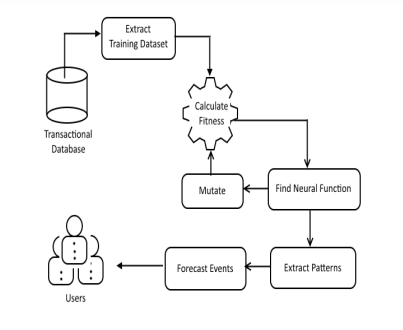 Extract
Training Dataset
Calculate
Fitness
Transactional
Database
Mutate
Find Neural Function
Forecast Events
Extract Patterns
Users